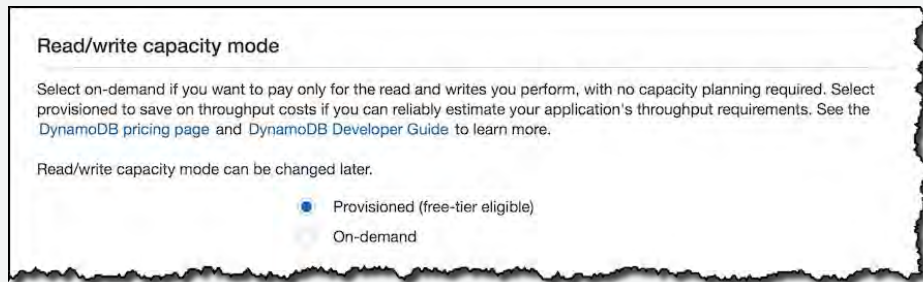 Read/write capacity mode
Select on-demand if you want to pay only for the read and writes you perform, with no capacity planning required. Select
provisioned to save on throughput costs if you can reliably estimate your application's throughput requirements. See the
DynamoDB pricing page and DynamoDB Developer Guide to learn more.
Read/write capacity mode can be changed later.
Provisioned (free-tier eligible)
On-demand